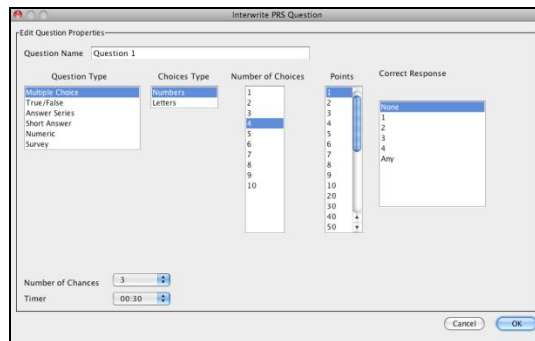 Interwrite PRS Question
Edit Question Properties
Question Name Question 1
Question Type
Multiple Choice
True/False
Answer Series
Short Answer
Numeric
Survey
Choices Type
Numbers
Letters
Number of Choices
1
2
3
4
5
6
7
8
9
10
Points
1
2
3
4
5
6
7
8
9
10
20
30
40
50
Correct Response
None
1
2
3
4
Any
Number of Chances 3
Timer 00:30
Cancel OK